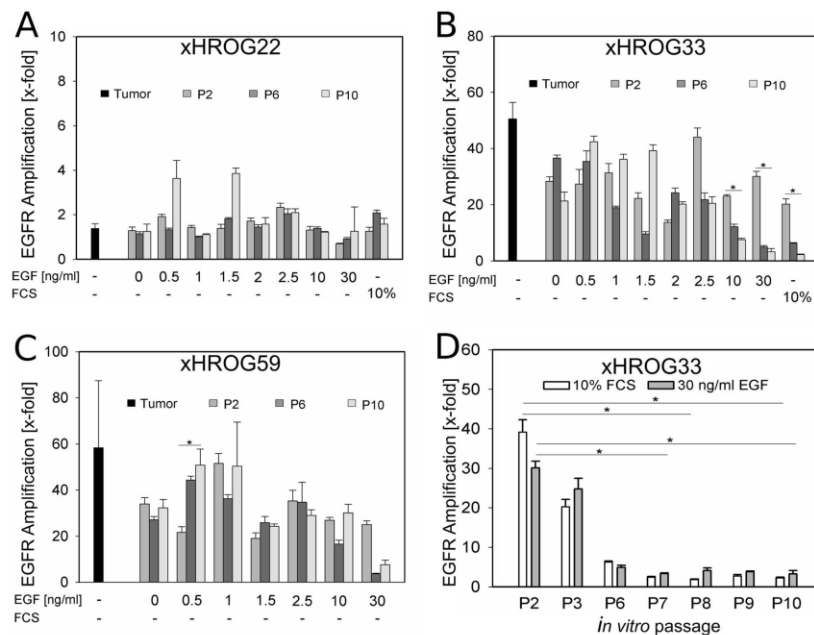 A
xHROG22
EGFR Amplification [x-fold]
10
8
6
4
2
0
Tumor P2 P6 P10
EGF [ng/ml] - 0 0.5 1 1.5 2 2.5 10 30 -
FCS - - - - - - - - - 10%
B
xHROG33
EGFR Amplification [x-fold]
80
60
40
20
0
Tumor P2 P6 P10
* * *
EGF [ng/ml] - 0 0.5 1 1.5 2 2.5 10 30 -
FCS - - - - - - - - - 10%
C
xHROG59
EGFR Amplification [x-fold]
100
80
60
40
20
0
Tumor P2 P6 P10
*
EGF [ng/ml] - 0 0.5 1 1.5 2.5 10 30
FCS - - - - - - - -
D
xHROG33
EGFR Amplification [x-fold]
60
50
40
30
20
10
0
10% FCS 30 ng/ml EGF
*
*
*
*
P2 P3 P6 P7 P8 P9 P10
in vitro passage